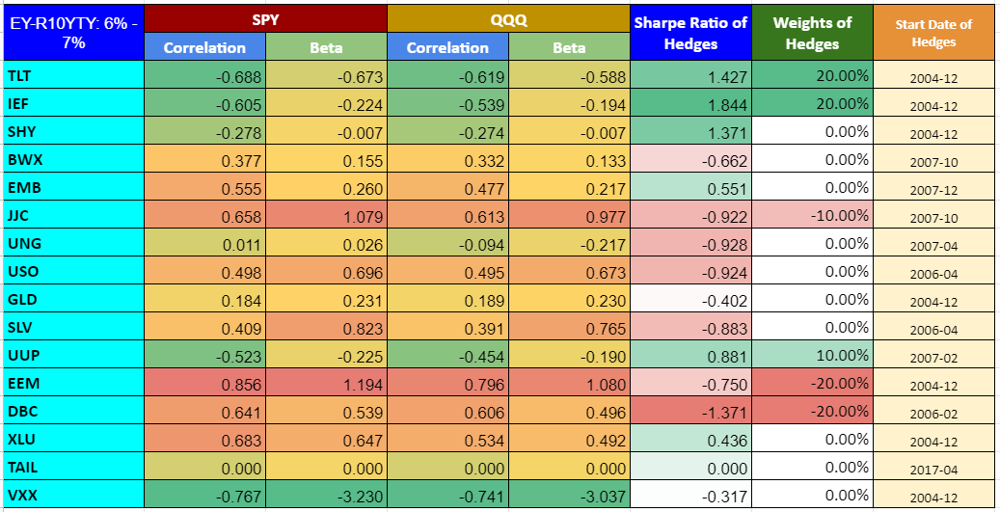 EY-R10YTY: 6% - 7% SPY QQQ Sharpe Ratio of Hedges Weights of Hedges Start Date of Hedges
Correlation Beta Correlation Beta
TLT -0.688 -0.673 -0.619 -0.588 1.427 20.00% 2004-12
IEF -0.605 -0.224 -0.539 -0.194 1.844 20.00% 2004-12
SHY -0.278 -0.007 -0.274 -0.007 1.371 0.00% 2004-12
BWX 0.377 0.155 0.332 0.133 -0.662 0.00% 2007-10
EMB 0.555 0.260 0.477 0.217 0.551 0.00% 2007-12
JJC 0.658 1.079 0.613 0.977 -0.922 -10.00% 2007-10
UNG 0.011 0.026 -0.094 -0.217 -0.928 0.00% 2007-04
USO 0.498 0.696 0.495 0.673 -0.924 0.00% 2006-04
GLD 0.184 0.231 0.189 0.230 -0.402 0.00% 2004-12
SLV 0.409 0.823 0.391 0.765 -0.883 0.00% 2006-04
UUP -0.523 -0.225 -0.454 -0.190 0.881 10.00% 2007-02
EEM 0.856 1.194 0.796 1.080 -0.750 -20.00% 2004-12
DBC 0.641 0.539 0.606 0.496 -1.371 -20.00% 2006-02
XLU 0.683 0.647 0.534 0.492 0.436 0.00% 2004-12
TAIL 0.000 0.000 0.000 0.000 0.000 0.00% 2017-04
VXX -0.767 -3.230 -0.741 -3.037 -0.317 0.00% 2004-12